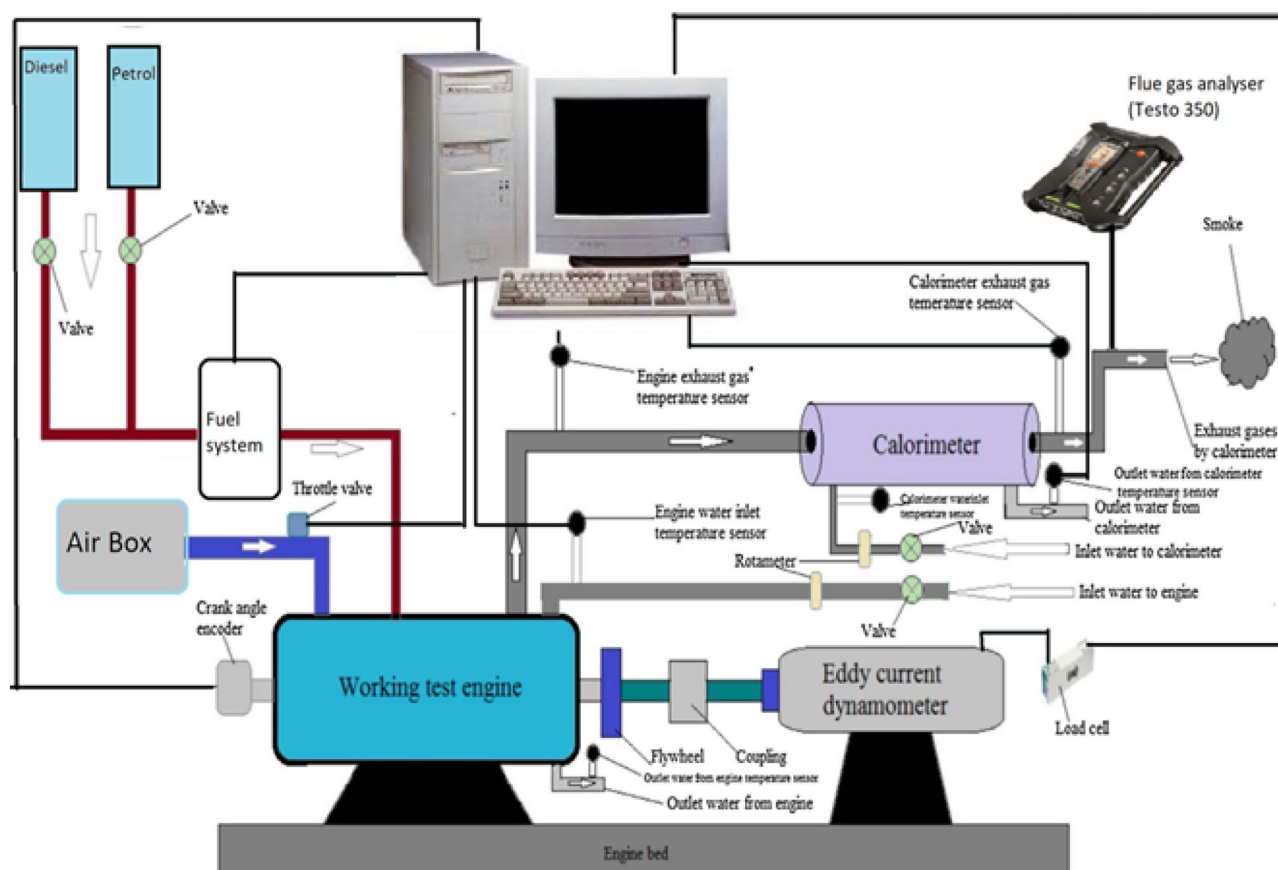 Diesel
Petrol
Flue gas analyser
(Testo 350)
Valve
Valve
Smoke
Calorimeter exhaust gas
temerature sensor
Engine exhaust gas
temperature sensor
Fuel
system
Calorimeter
Exhaust gases
by calorimeter
Throttle valve
Outlet water fom calorimeter
temperature sensor
Calorimeter waterinlet
temperature sensor
Outlet water from
calorimeter
Engine water inlet
temperature sensor
Air Box
Valve
Inlet water to calorimeter
Rotameter
Inlet water to engine
Crank angle
encoder
Valve
Working test engine
Eddy current
dynamometer
Load cell
Flywheel
Coupling
Outlet water from engine temperature sensor
Outlet water from engine
Engine bed